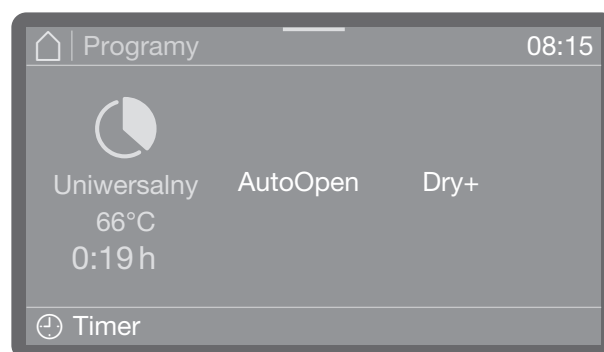 Programy 08:15
Uniwersalny AutoOpen Dry+
66°C
0:19 h
Timer